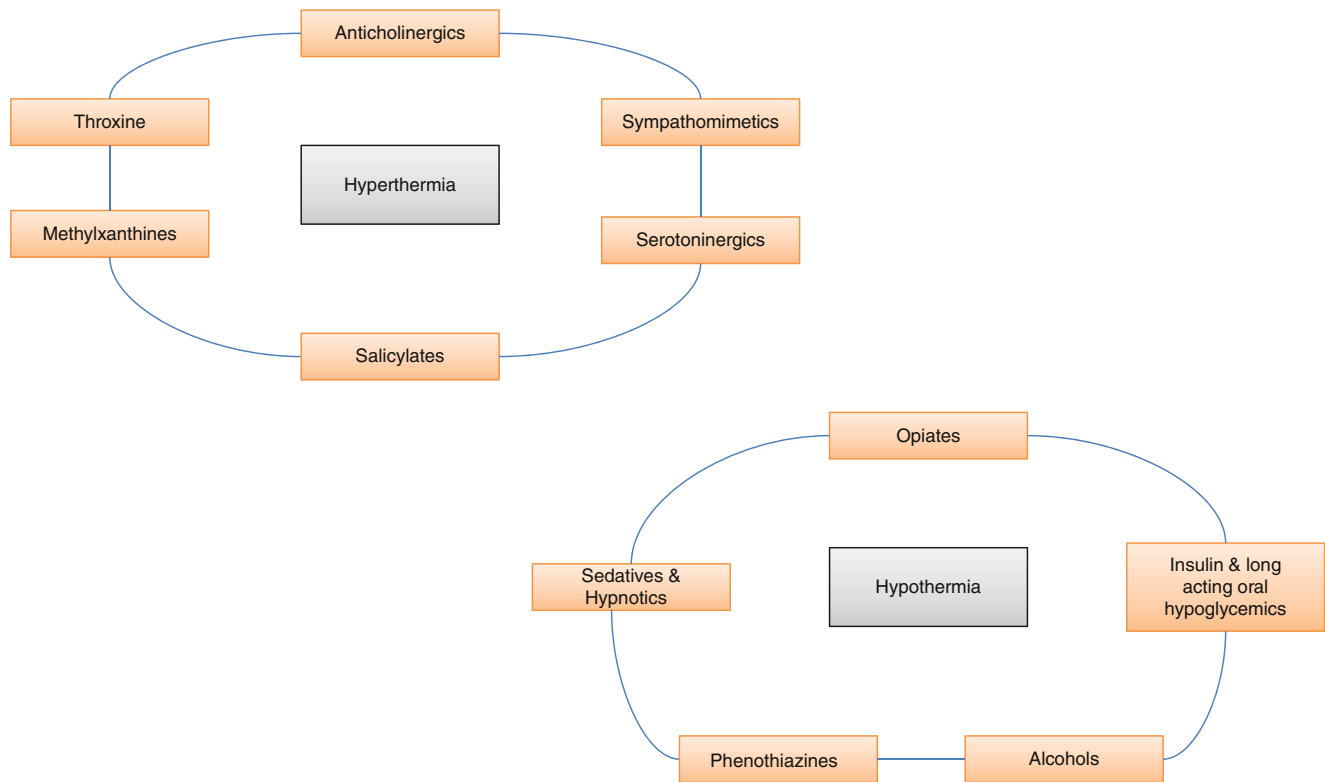 Anticholinergics
Throxine
Sympathomimetics
Hyperthermia
Methylxanthines
Serotoninergics
Salicylates
Opiates
Sedatives &
Hypnotics
Hypothermia
Insulin & long
acting oral
hypoglycemics
Phenothiazines
Alcohols